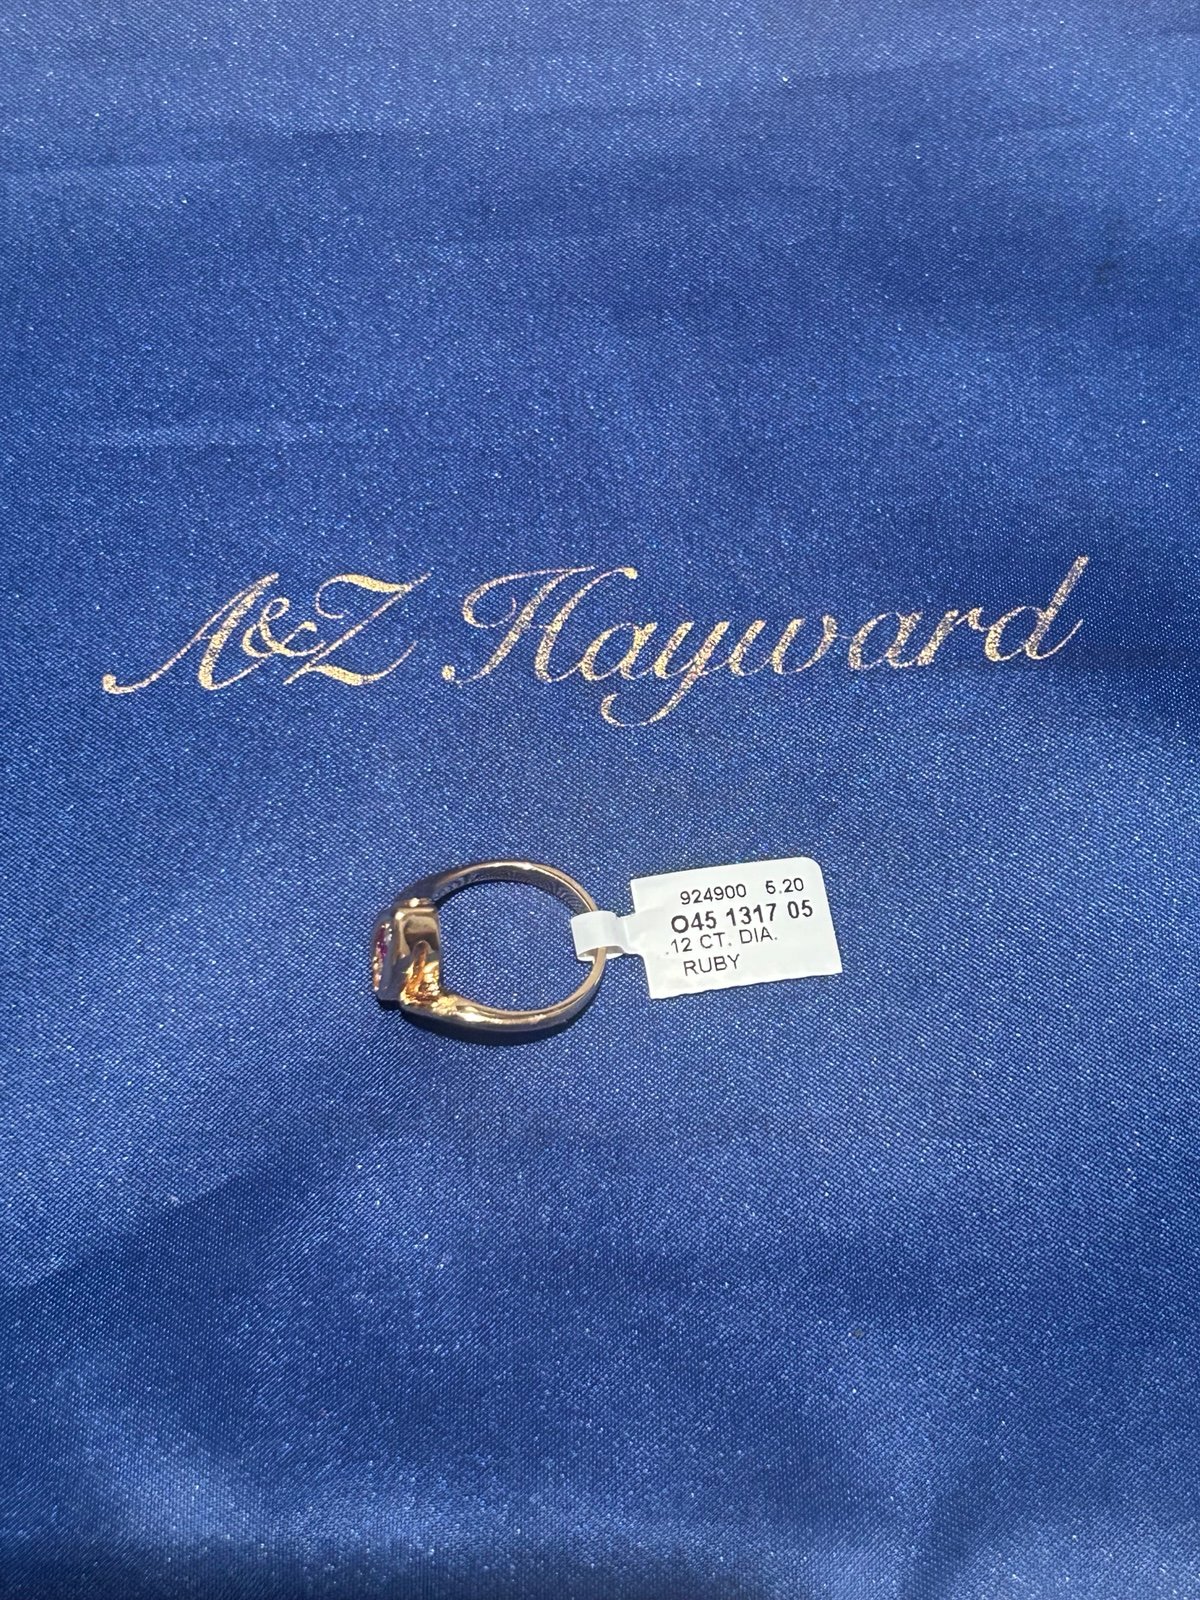 A&Z Hayward
924900 5.20
O45 1317 05
.12 CT. DIA.
RUBY